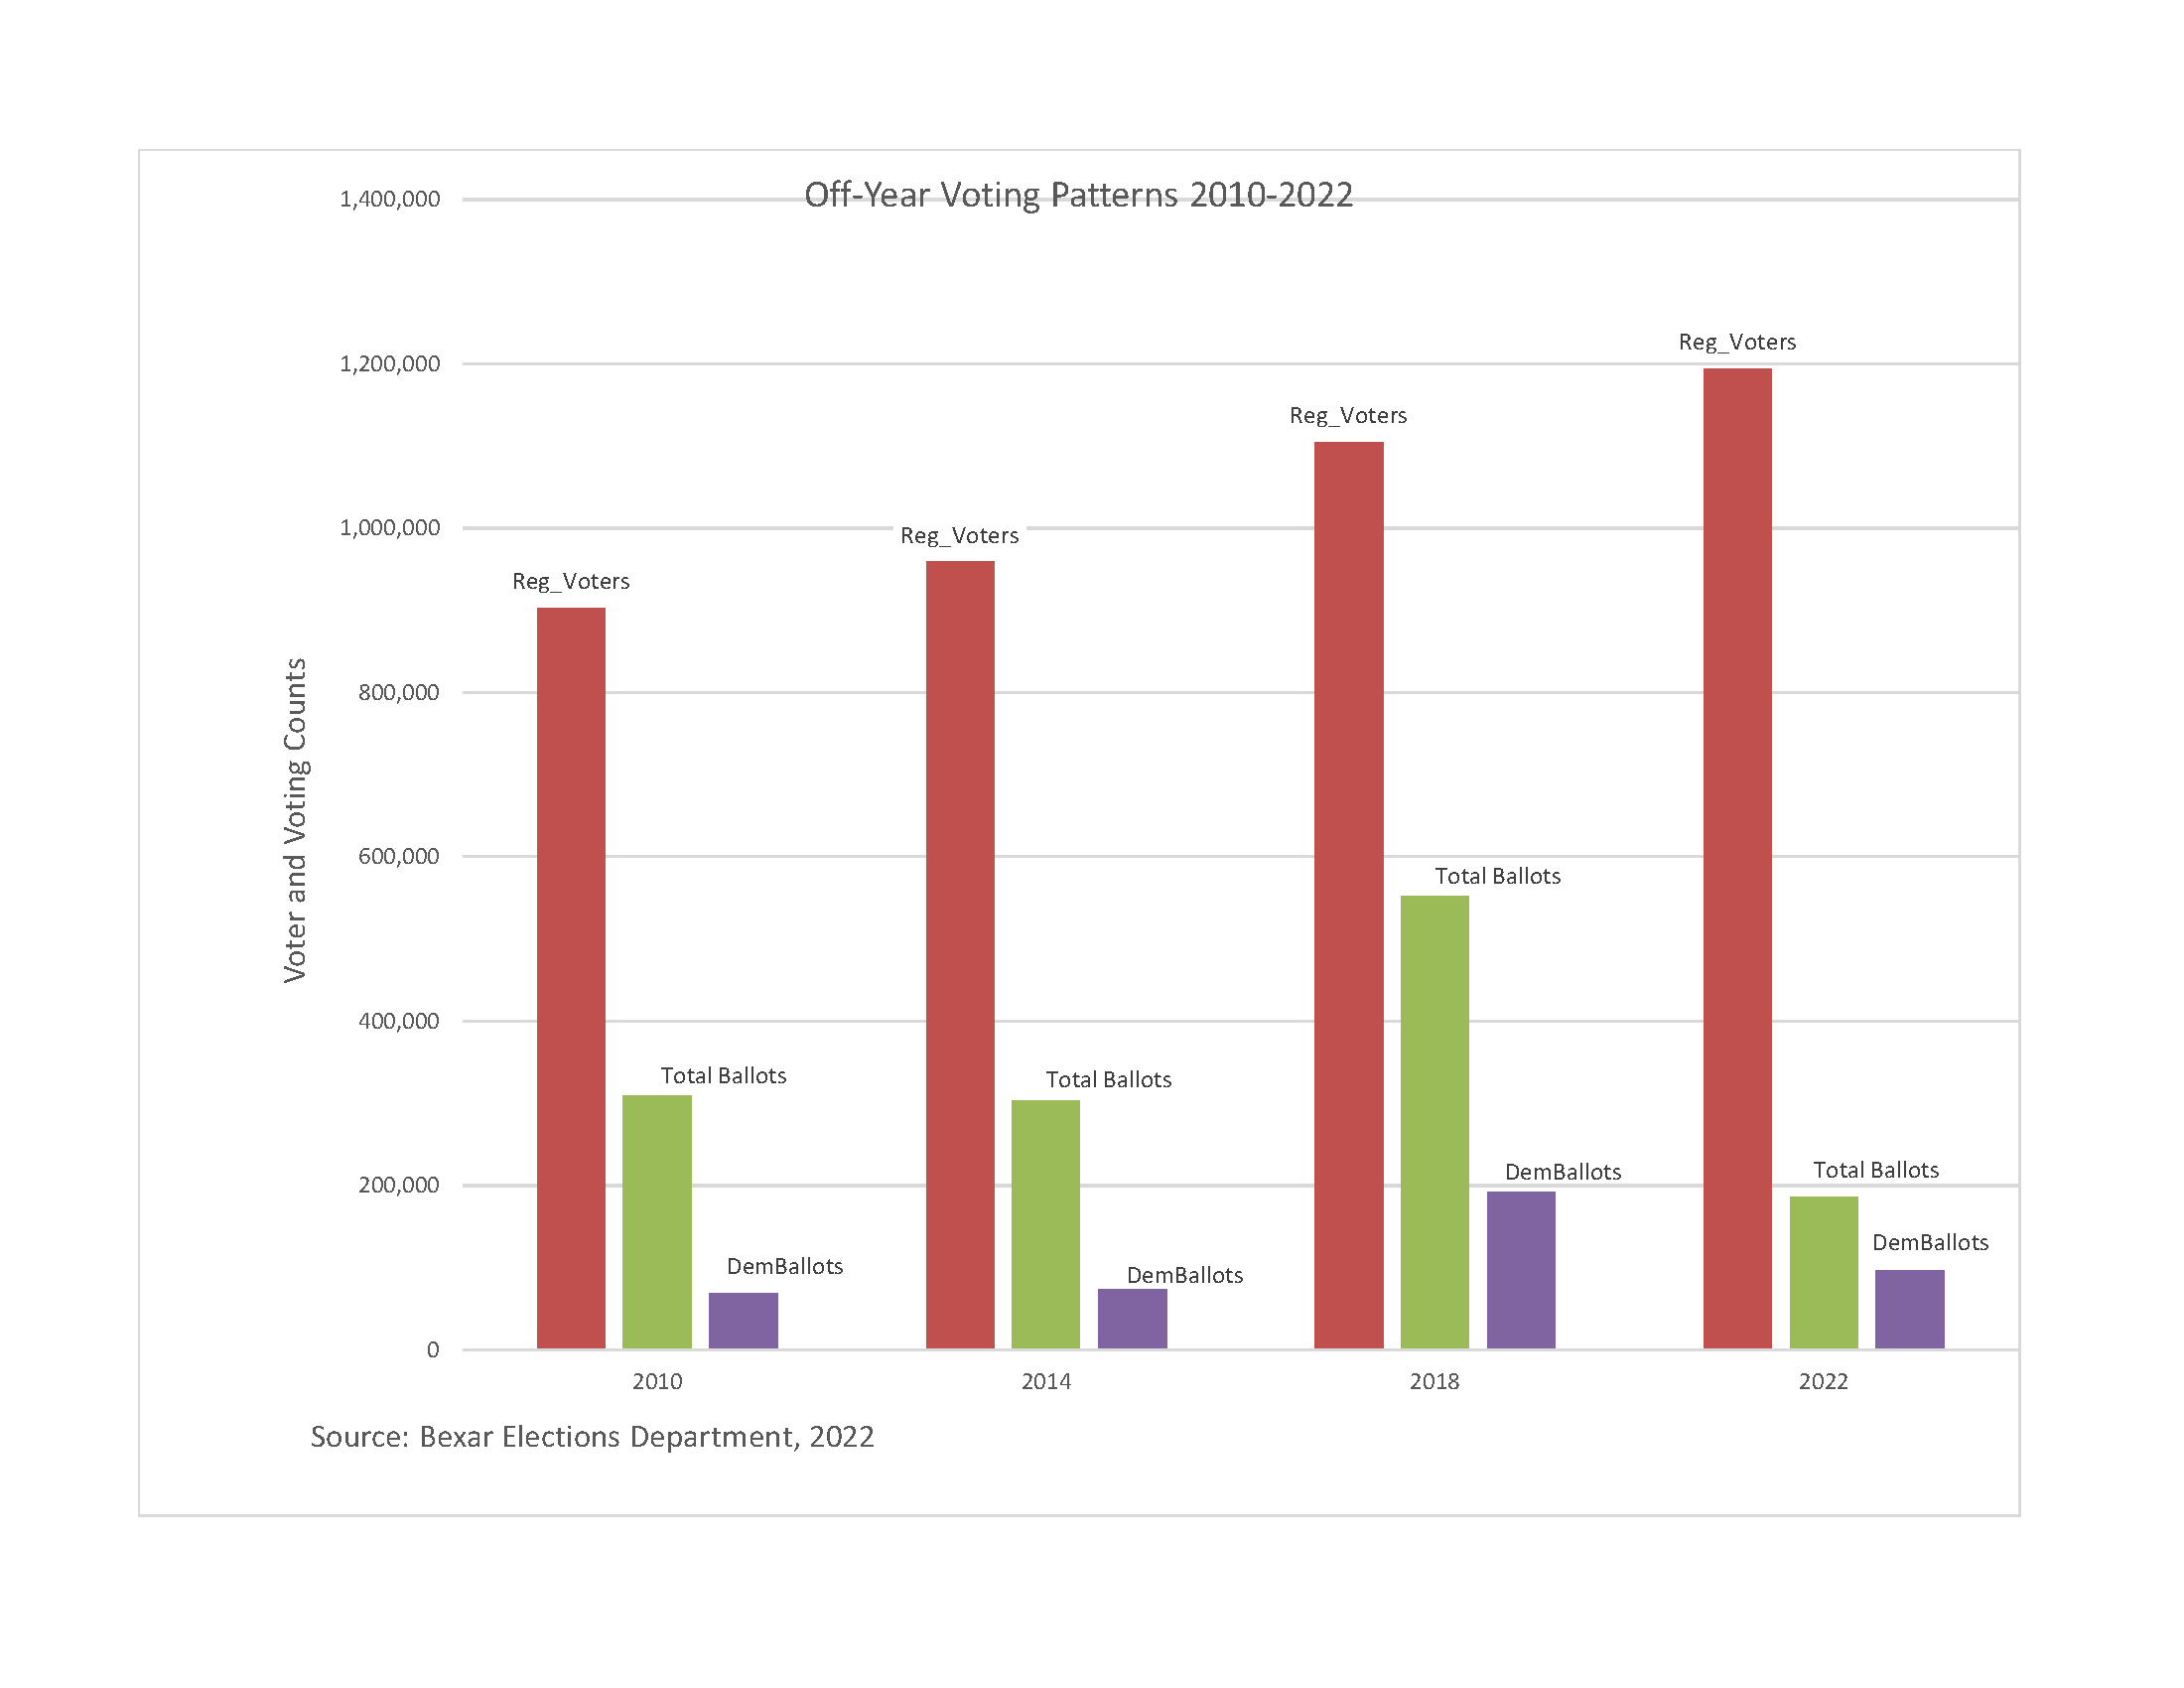 Off-Year Voting Patterns 2010-2022
1,400,000
1,200,000
1,000,000
800,000
600,000
400,000
200,000
0
Voter and Voting Counts
Reg_Voters
Total Ballots
DemBallots
Reg_Voters
Total Ballots
DemBallots
Reg_Voters
Total Ballots
DemBallots
Reg_Voters
Total Ballots
DemBallots
2010 2014 2018 2022
Source: Bexar Elections Department, 2022